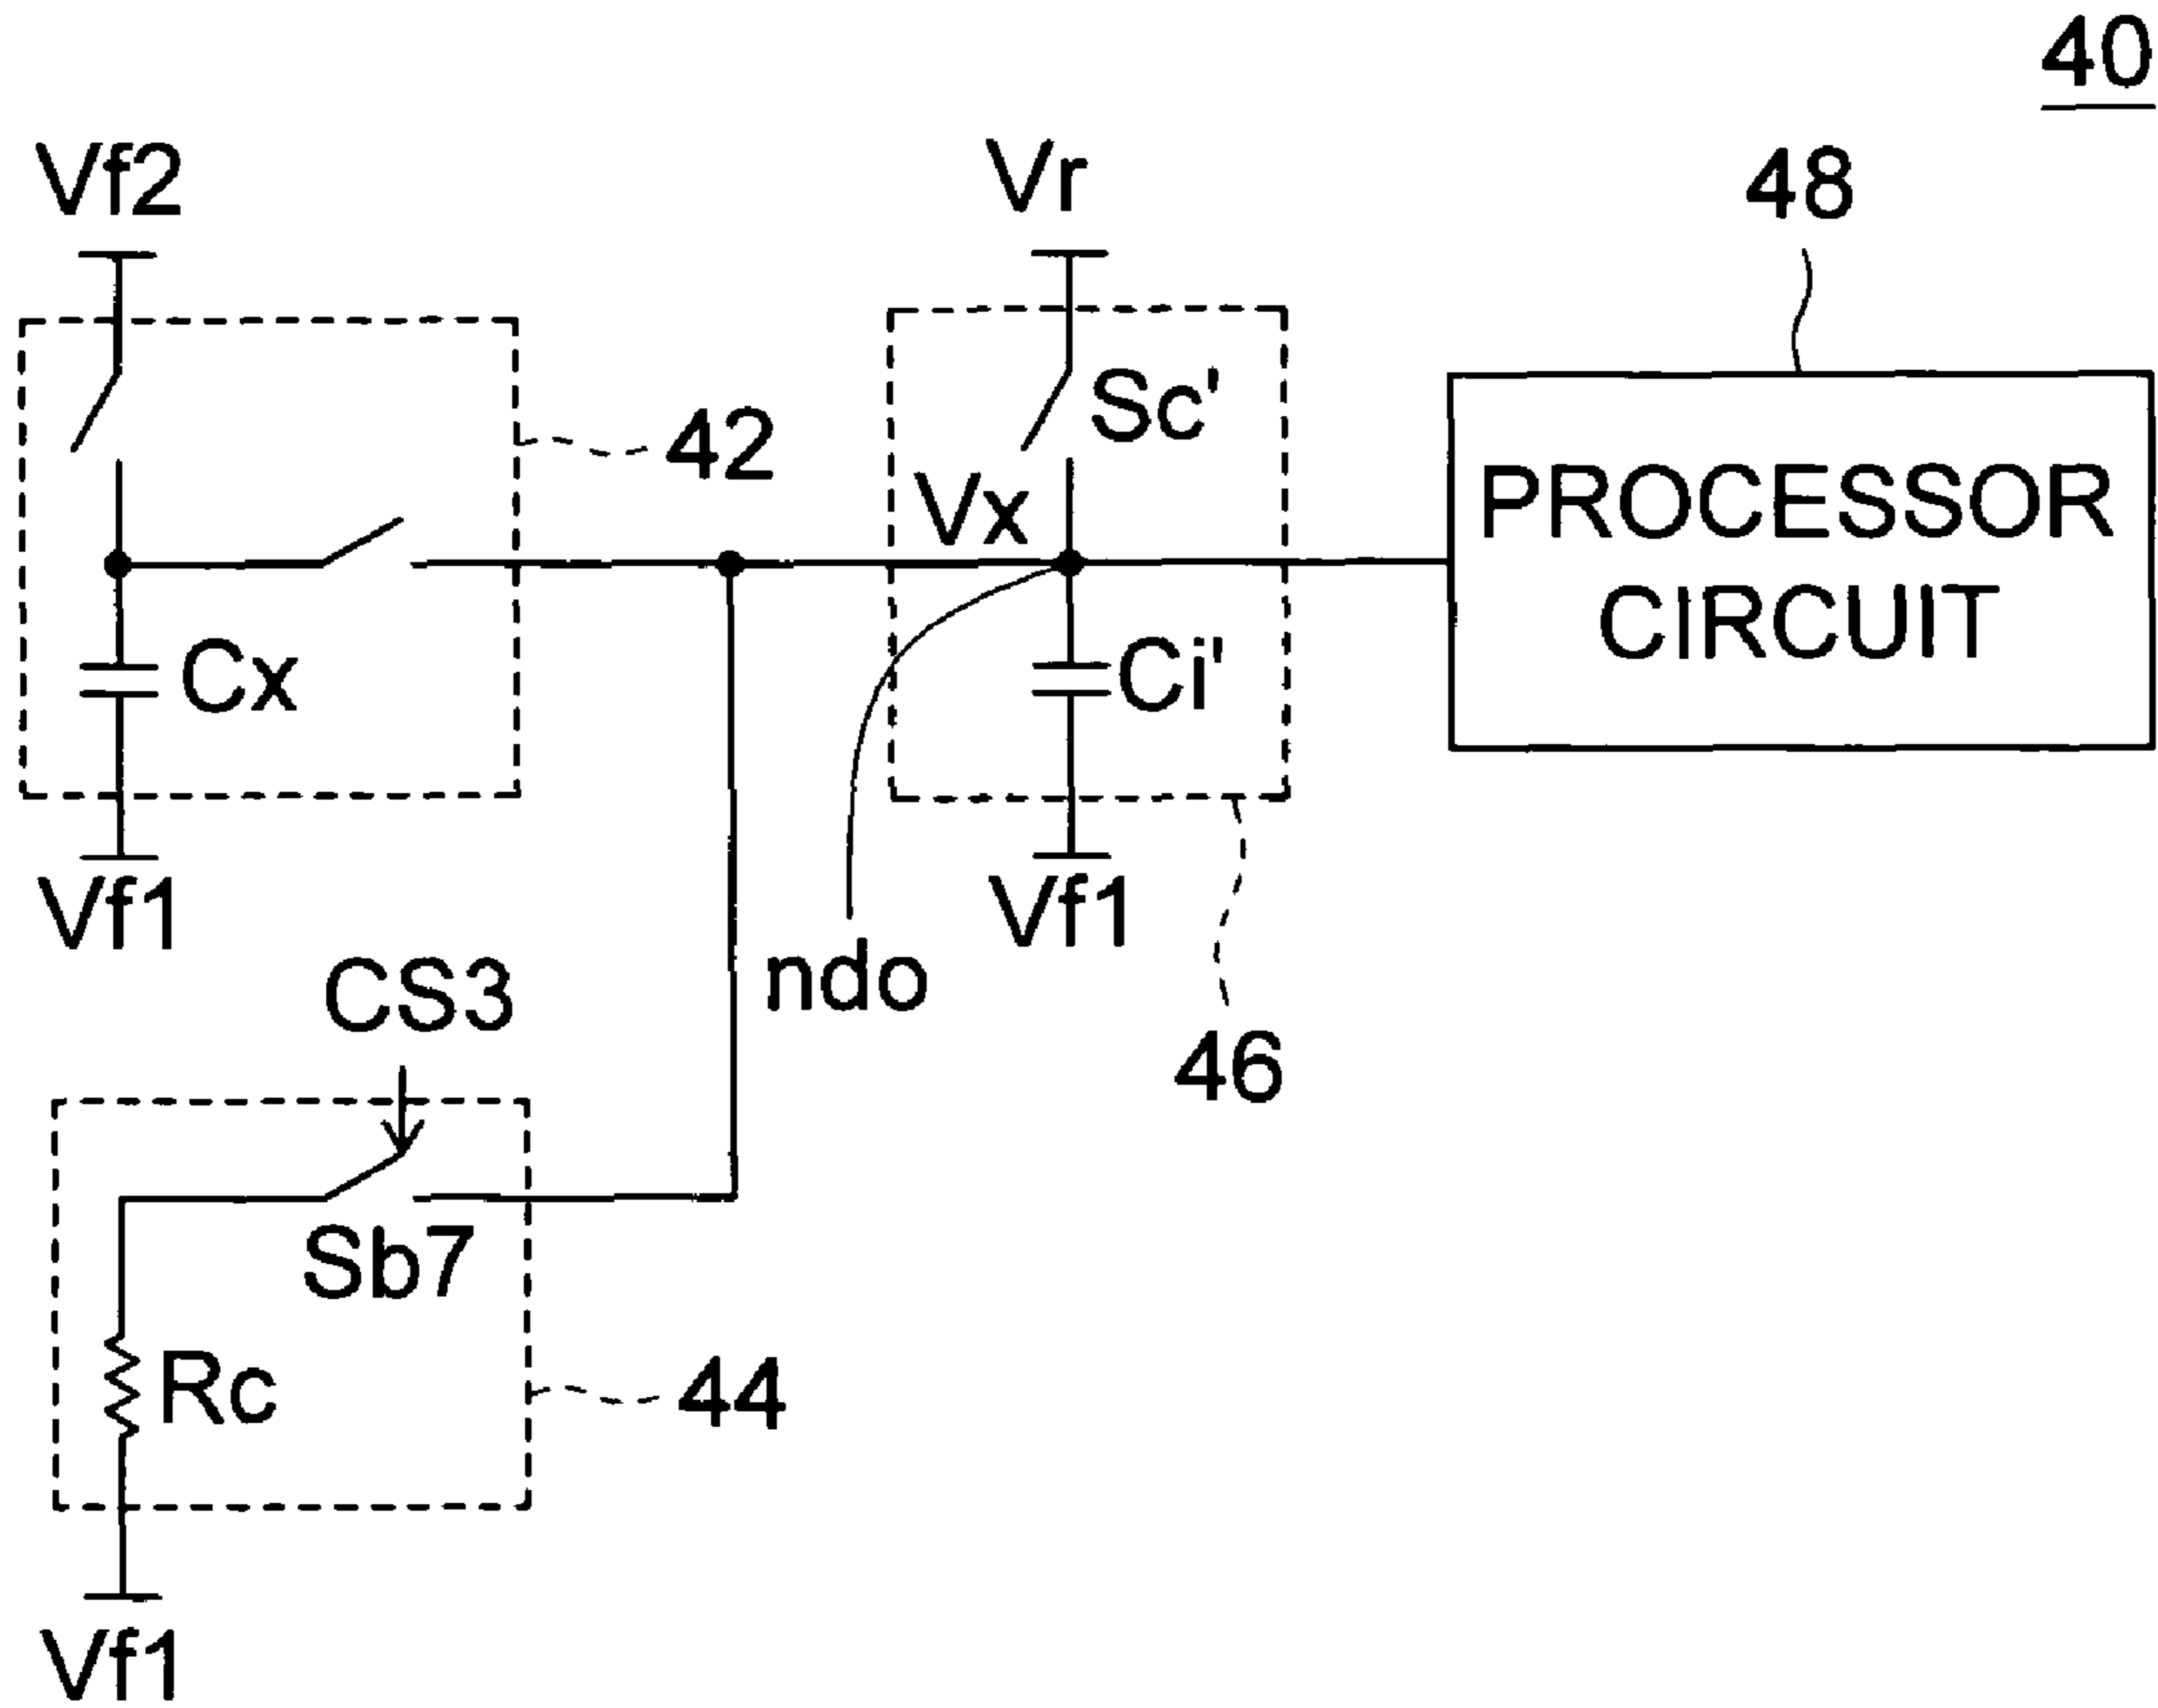 40
Vf2
Vr
48
Sc'
42
Vx
PROCESSOR
CIRCUIT
Cx
Ci'
Vf1
Vf1
CS3
ndo
46
Sb7
Rc
44
Vf1